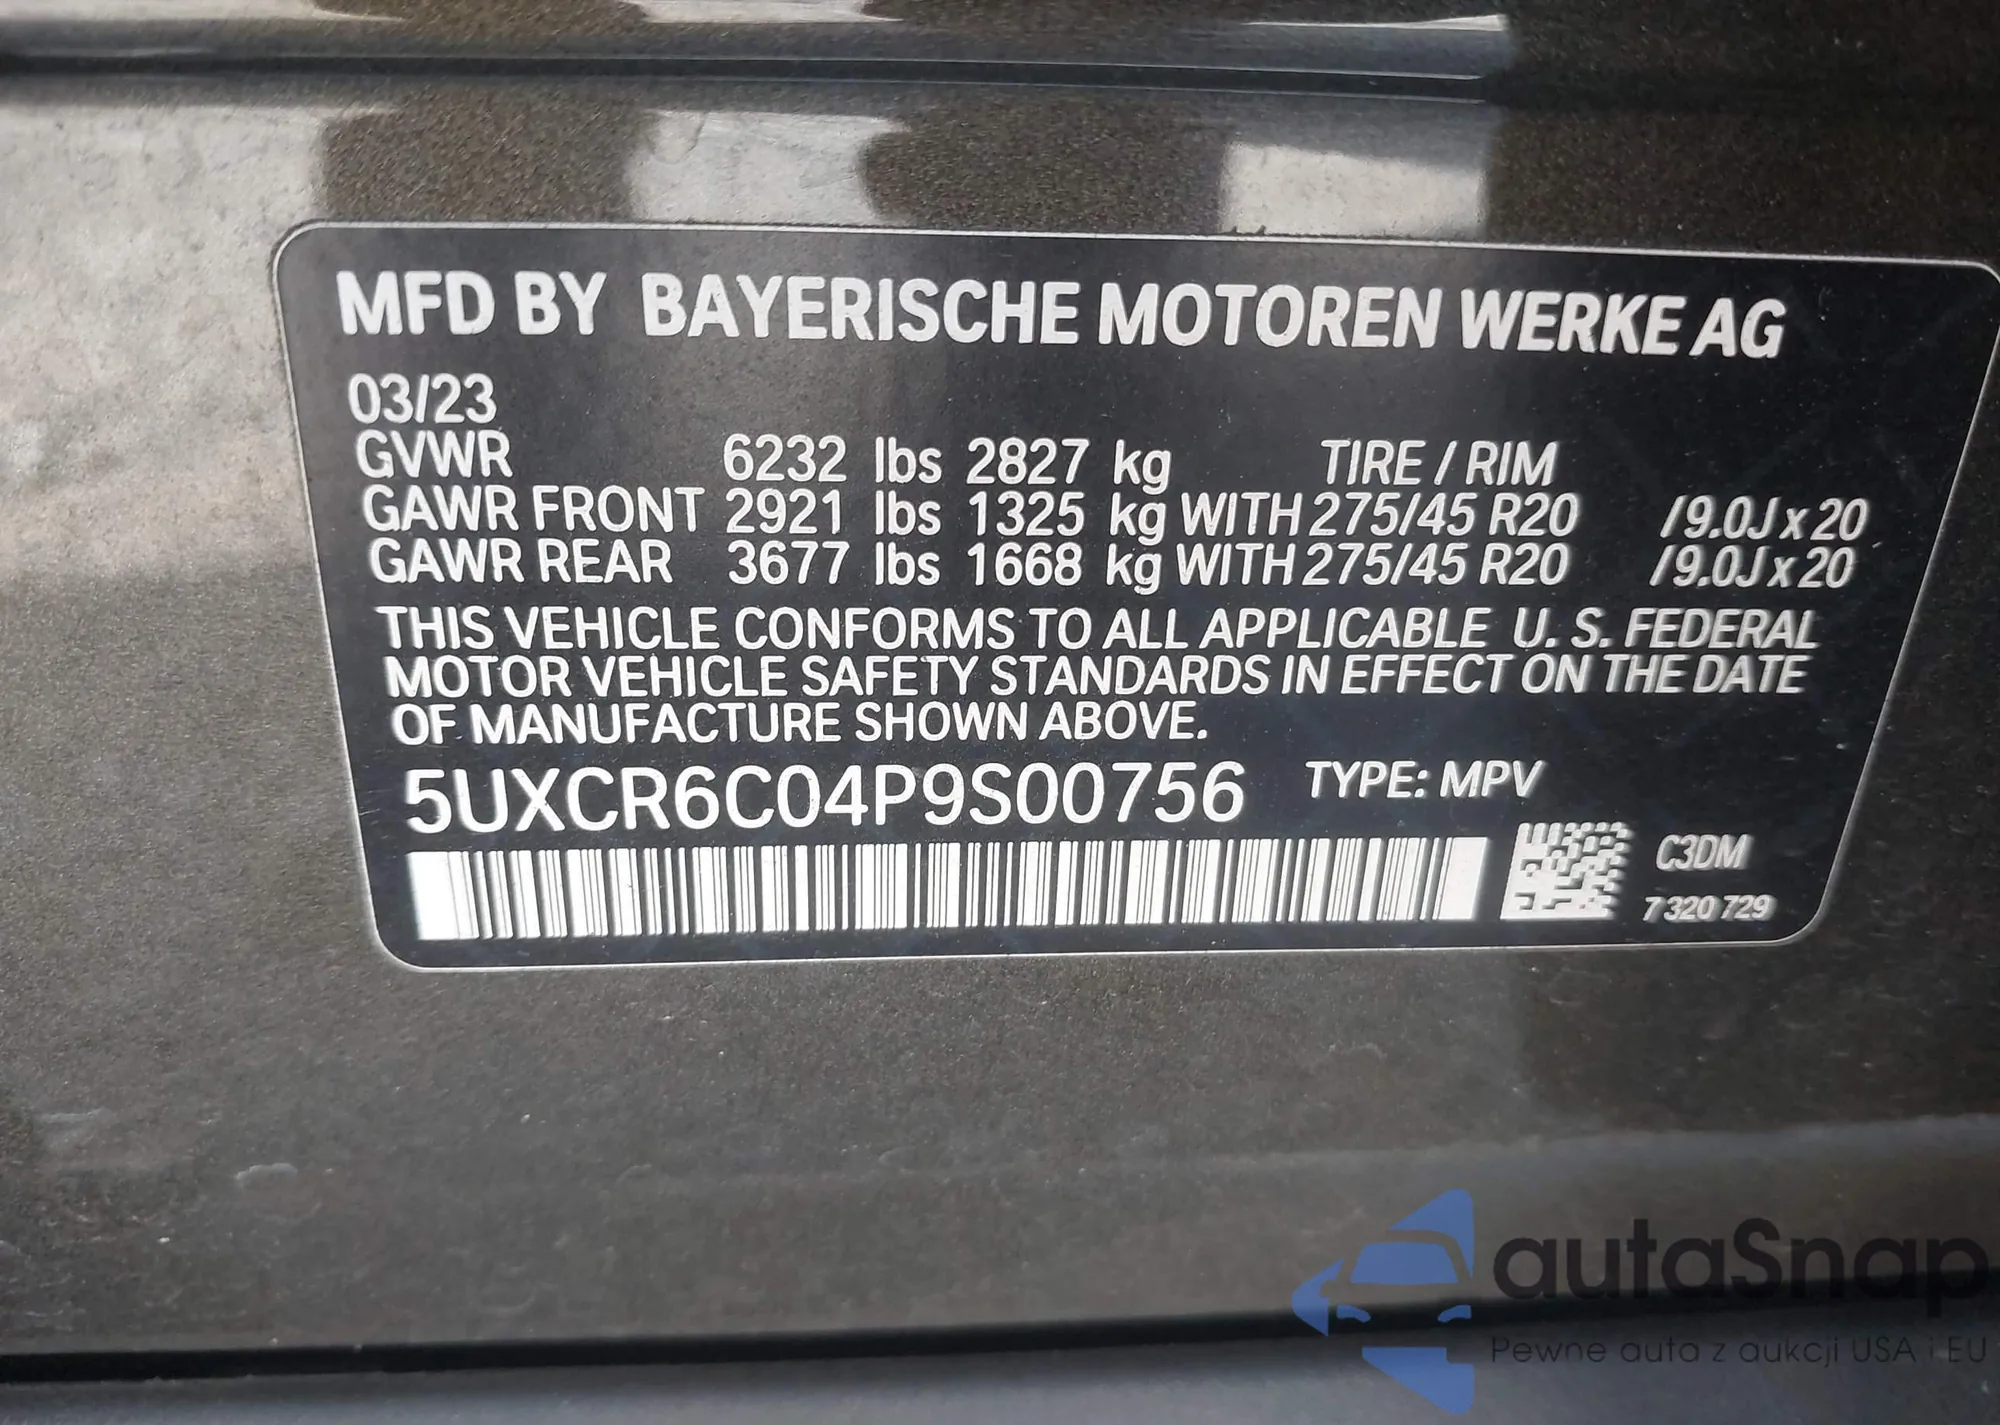 MFD BY BAYERISCHE MOTOREN WERKE AG
03/23
GVWR 6232 lbs 2827 kg TIRE / RIM
GAWR FRONT 2921 lbs 1325 kg WITH 275/45 R20 / 9.0J x 20
GAWR REAR 3677 lbs 1668 kg WITH 275/45 R20 / 9.0J x 20
THIS VEHICLE CONFORMS TO ALL APPLICABLE U. S. FEDERAL
MOTOR VEHICLE SAFETY STANDARDS IN EFFECT ON THE DATE
OF MANUFACTURE SHOWN ABOVE.
5UXCR6C04P9S00756 TYPE: MPV
C3DM
7 320 729
autaSnap
Pewne auta z aukcji USA i EU